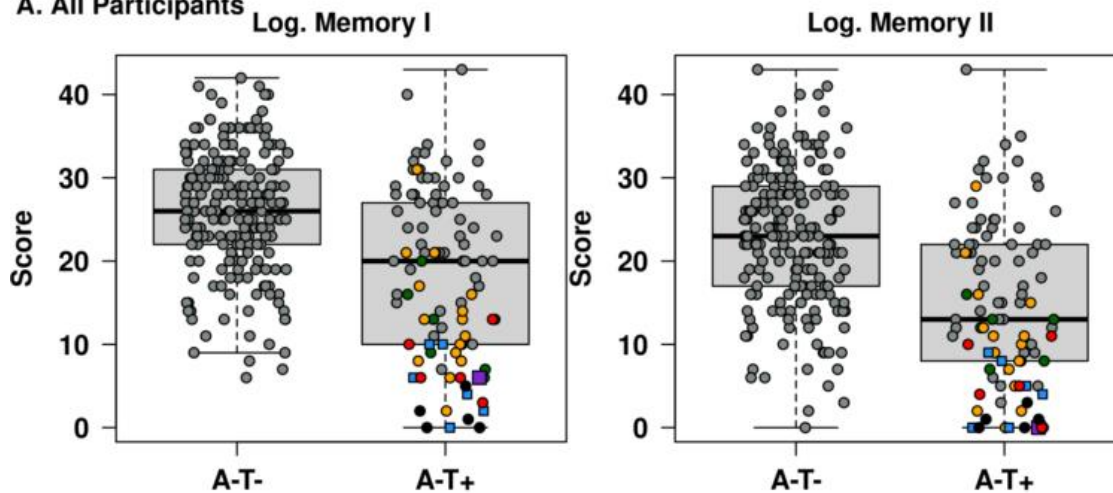 A. All Participants
Log. Memory I
Log. Memory II
Score
40
30
20
10
0
A-T-
A-T+
Score
40
30
20
10
0
A-T-
A-T+